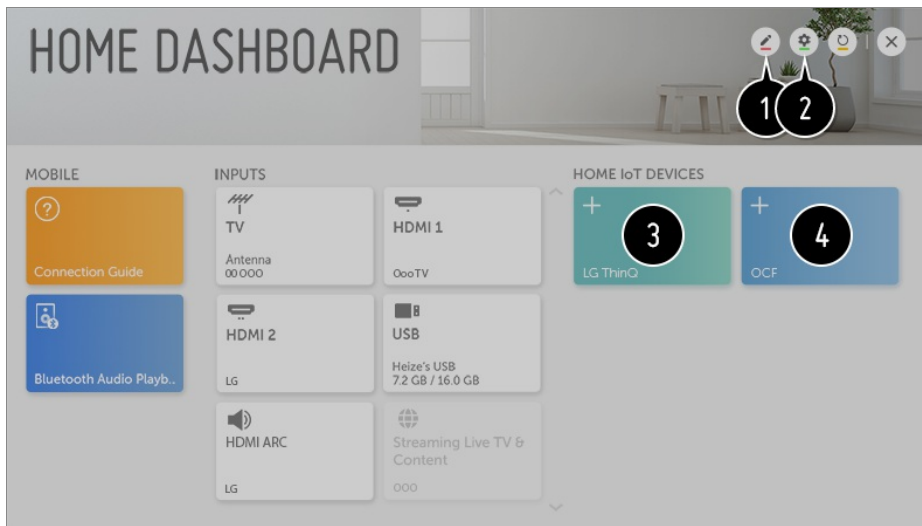 HOME DASHBOARD
1
2
MOBILE
Connection Guide
Bluetooth Audio Playb..
INPUTS
TV
Antenna
00 000
HDMI 1
OooTV
HDMI 2
LG
USB
Heize's USB
7.2 GB / 16.0 GB
HDMI ARC
LG
Streaming Live TV &
Content
000
HOME IoT DEVICES
3
LG ThinQ
4
OCF